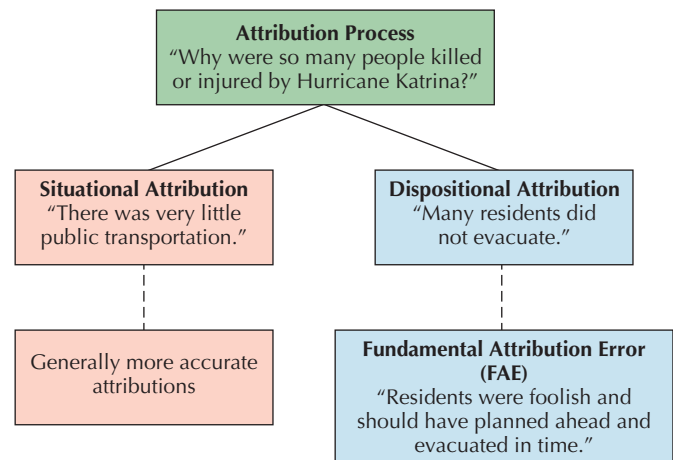 Attribution Process
“Why were so many people killed
or injured by Hurricane Katrina?”
Situational Attribution
“There was very little
public transportation.”
Dispositional Attribution
“Many residents did
not evacuate.”
Generally more accurate
attributions
Fundamental Attribution Error
(FAE)
“Residents were foolish and
should have planned ahead and
evacuated in time.”